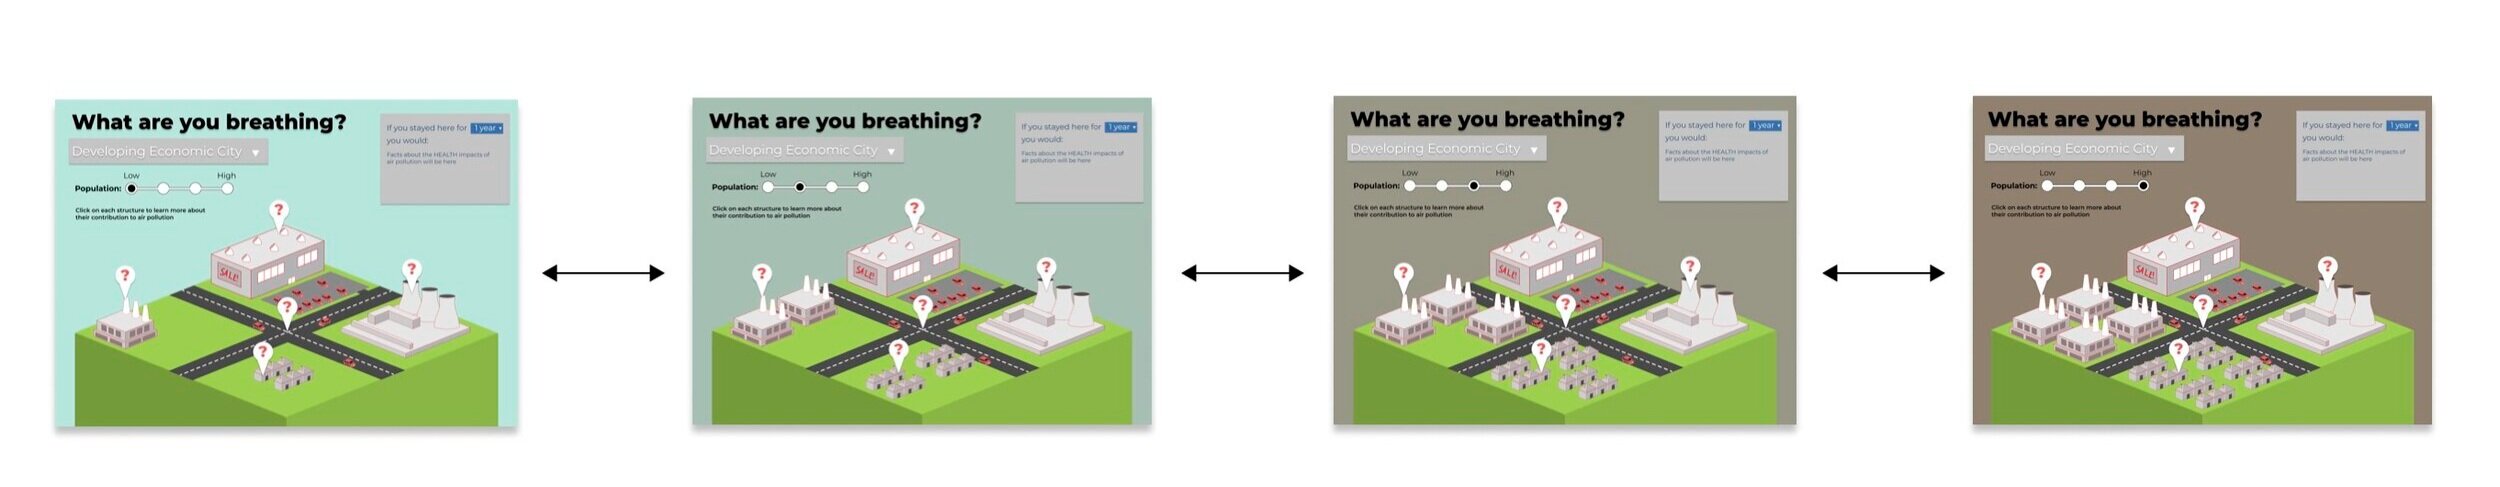 What are you breathing?
Developing Economic City
Low High
Population:
Click on each structure to learn more about
their contribution to air pollution
If you stayed here for 1 year
you would:
Facts about the HEALTH impacts of
air pollution will be here
?
SALE!
?
?
?
?
What are you breathing?
Developing Economic City
Low High
Population:
Click on each structure to learn more about
their contribution to air pollution
If you stayed here for 1 year
you would:
Facts about the HEALTH impacts of
air pollution will be here
?
SALE!
?
?
?
?
What are you breathing?
Developing Economic City
Low High
Population:
Click on each structure to learn more about
their contribution to air pollution
If you stayed here for 1 year
you would:
Facts about the HEALTH impacts of
air pollution will be here
?
SALE!
?
?
?
?
What are you breathing?
Developing Economic City
Low High
Population:
Click on each structure to learn more about
their contribution to air pollution
If you stayed here for 1 year
you would:
Facts about the HEALTH impacts of
air pollution will be here
?
SALE!
?
?
?
?